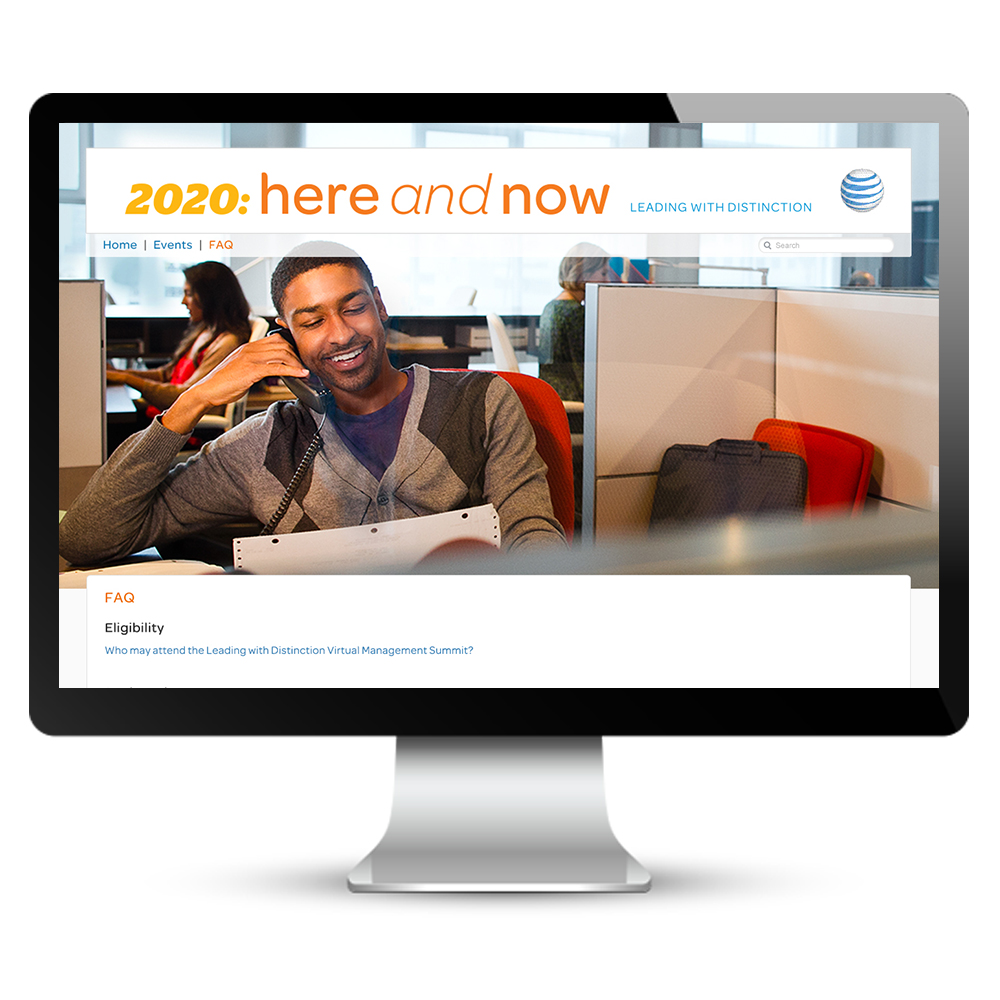 2020: here and now LEADING WITH DISTINCTION
Home | Events | FAQ Search
FAQ
Eligibility
Who may attend the Leading with Distinction Virtual Management Summit?